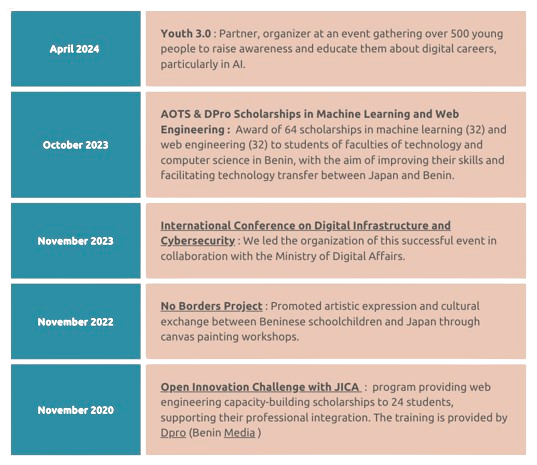 April 2024
Youth 3.0 : Partner, organizer at an event gathering over 500 young
people to raise awareness and educate them about digital careers,
particularly in AI.
October 2023
AOTS & DPro Scholarships in Machine Learning and Web
Engineering : Award of 64 scholarships in machine learning (32) and
web engineering (32) to students of faculties of technology and
computer science in Benin, with the aim of improving their skills and
facilitating technology transfer between Japan and Benin.
November 2023
International Conference on Digital Infrastructure and
Cybersecurity : We led the organization of this successful event in
collaboration with the Ministry of Digital Affairs.
November 2022
No Borders Project : Promoted artistic expression and cultural
exchange between Beninese schoolchildren and Japan through
canvas painting workshops.
November 2020
Open Innovation Challenge with JICA : program providing web
engineering capacity-building scholarships to 24 students,
supporting their professional integration. The training is provided by
Dpro (Benin Media )